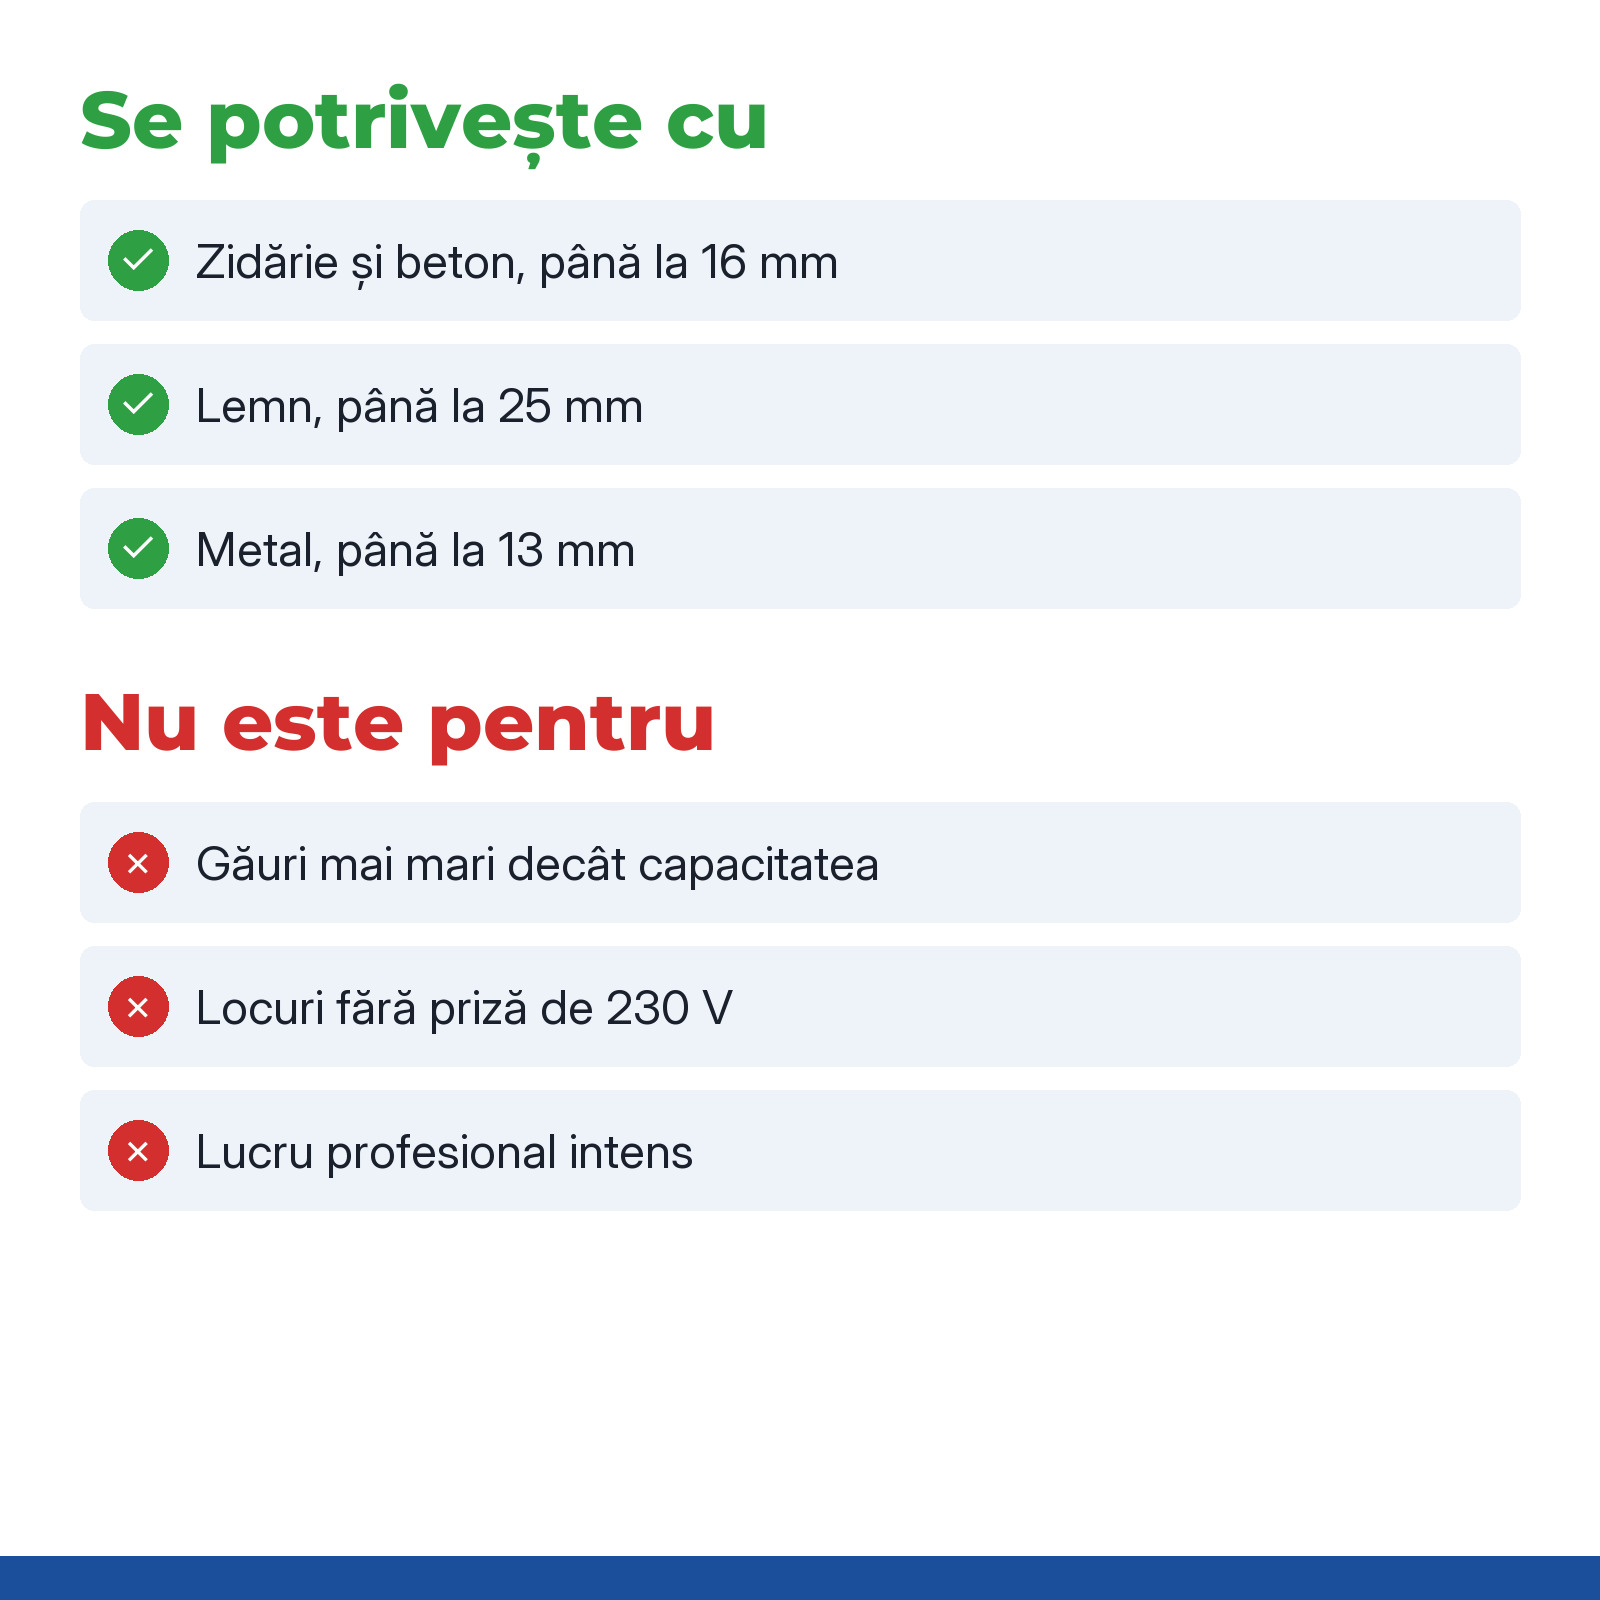 Se potrivește cu
Zidărie și beton, până la 16 mm
Lemn, până la 25 mm
Metal, până la 13 mm
Nu este pentru
Găuri mai mari decât capacitatea
Locuri fără priză de 230 V
Lucru profesional intens